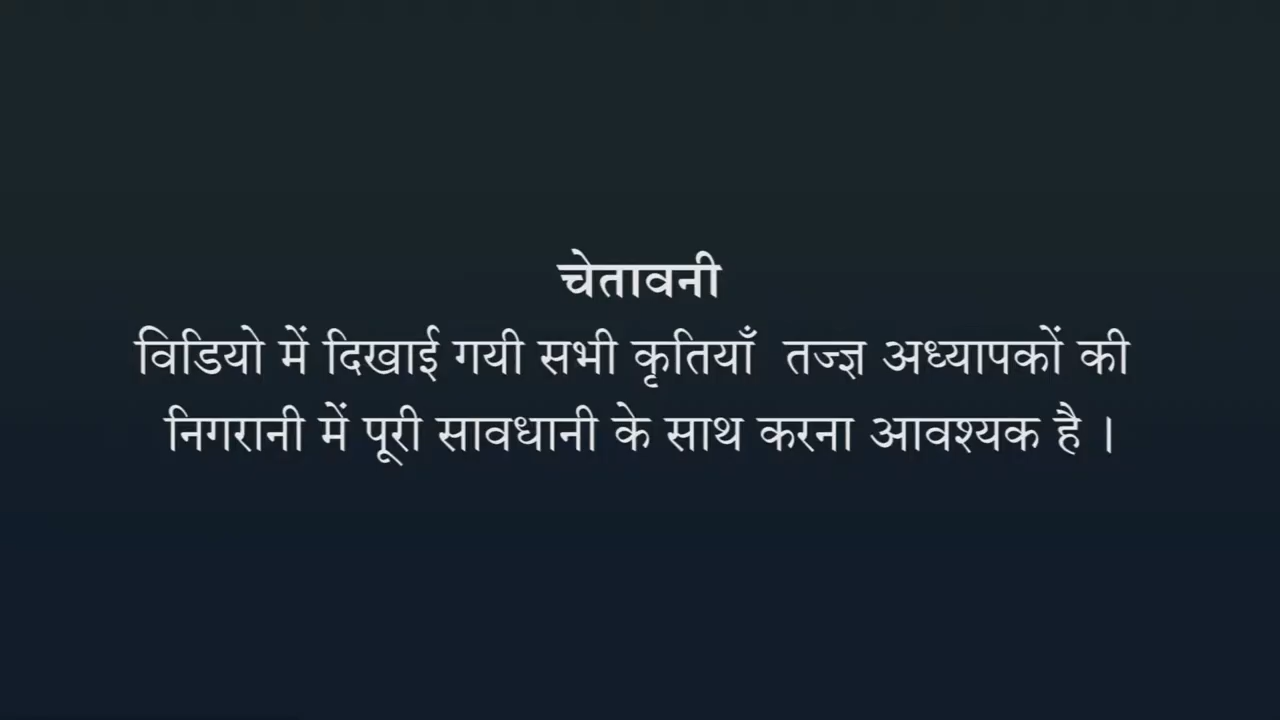 चेतावनी
विडियो में दिखाई गयी सभी कृतियाँ तज्ज्ञ अध्यापकों की
निगरानी में पूरी सावधानी के साथ करना आवश्यक है ।